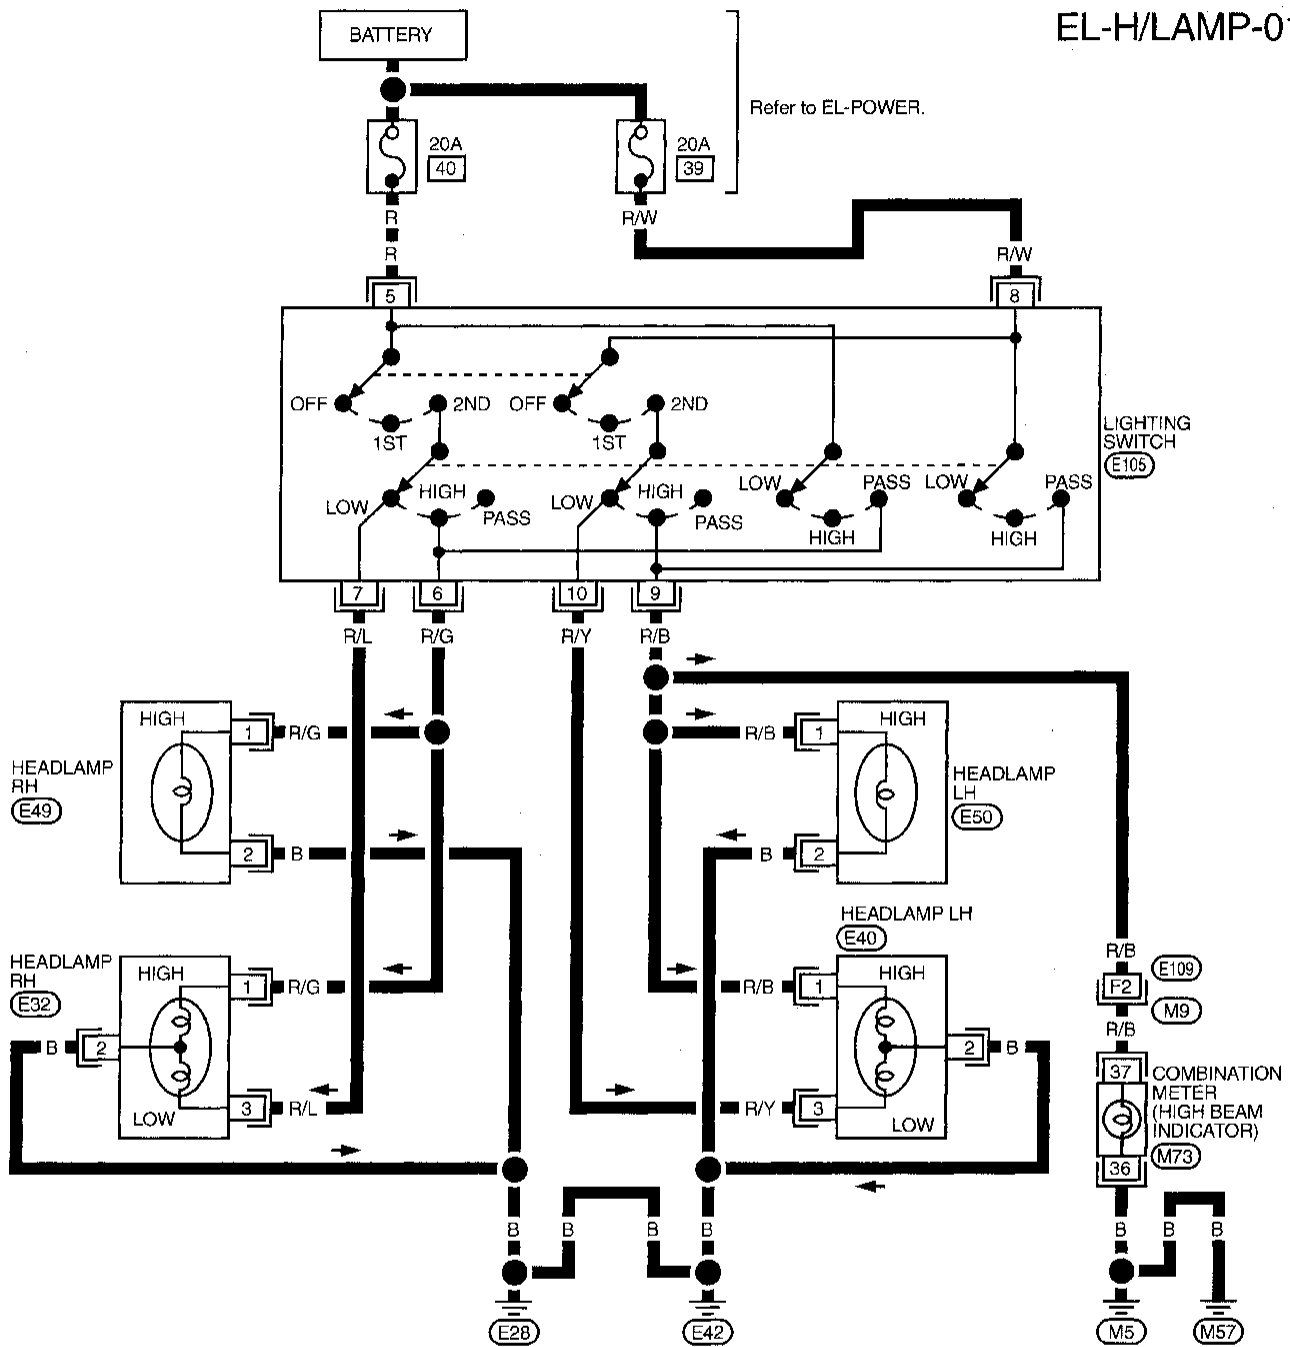 EL-H/LAMP-01
BATTERY
Refer to EL-POWER.
20A
40
20A
39
R
R/W
R
R/W
5
8
OFF
2ND
OFF
2ND
1ST
1ST
LIGHTING
SWITCH
E105
LOW
HIGH
PASS
LOW
HIGH
PASS
LOW
PASS
HIGH
LOW
PASS
HIGH
7
6
10
9
R/L
R/G
R/Y
R/B
HIGH
1
R/G
R/B
1
HIGH
HEADLAMP
RH
E49
HEADLAMP
LH
E50
2
B
B
2
HEADLAMP LH
E40
HEADLAMP
RH
E32
HIGH
1
R/G
R/B
1
HIGH
R/B
E109
F2
M9
R/B
B
2
2
B
37
COMBINATION
METER
(HIGH BEAM
INDICATOR)
M73
36
LOW
3
R/L
R/Y
3
LOW
B
B
B
B
B
B
B
E28
E42
M5
M57